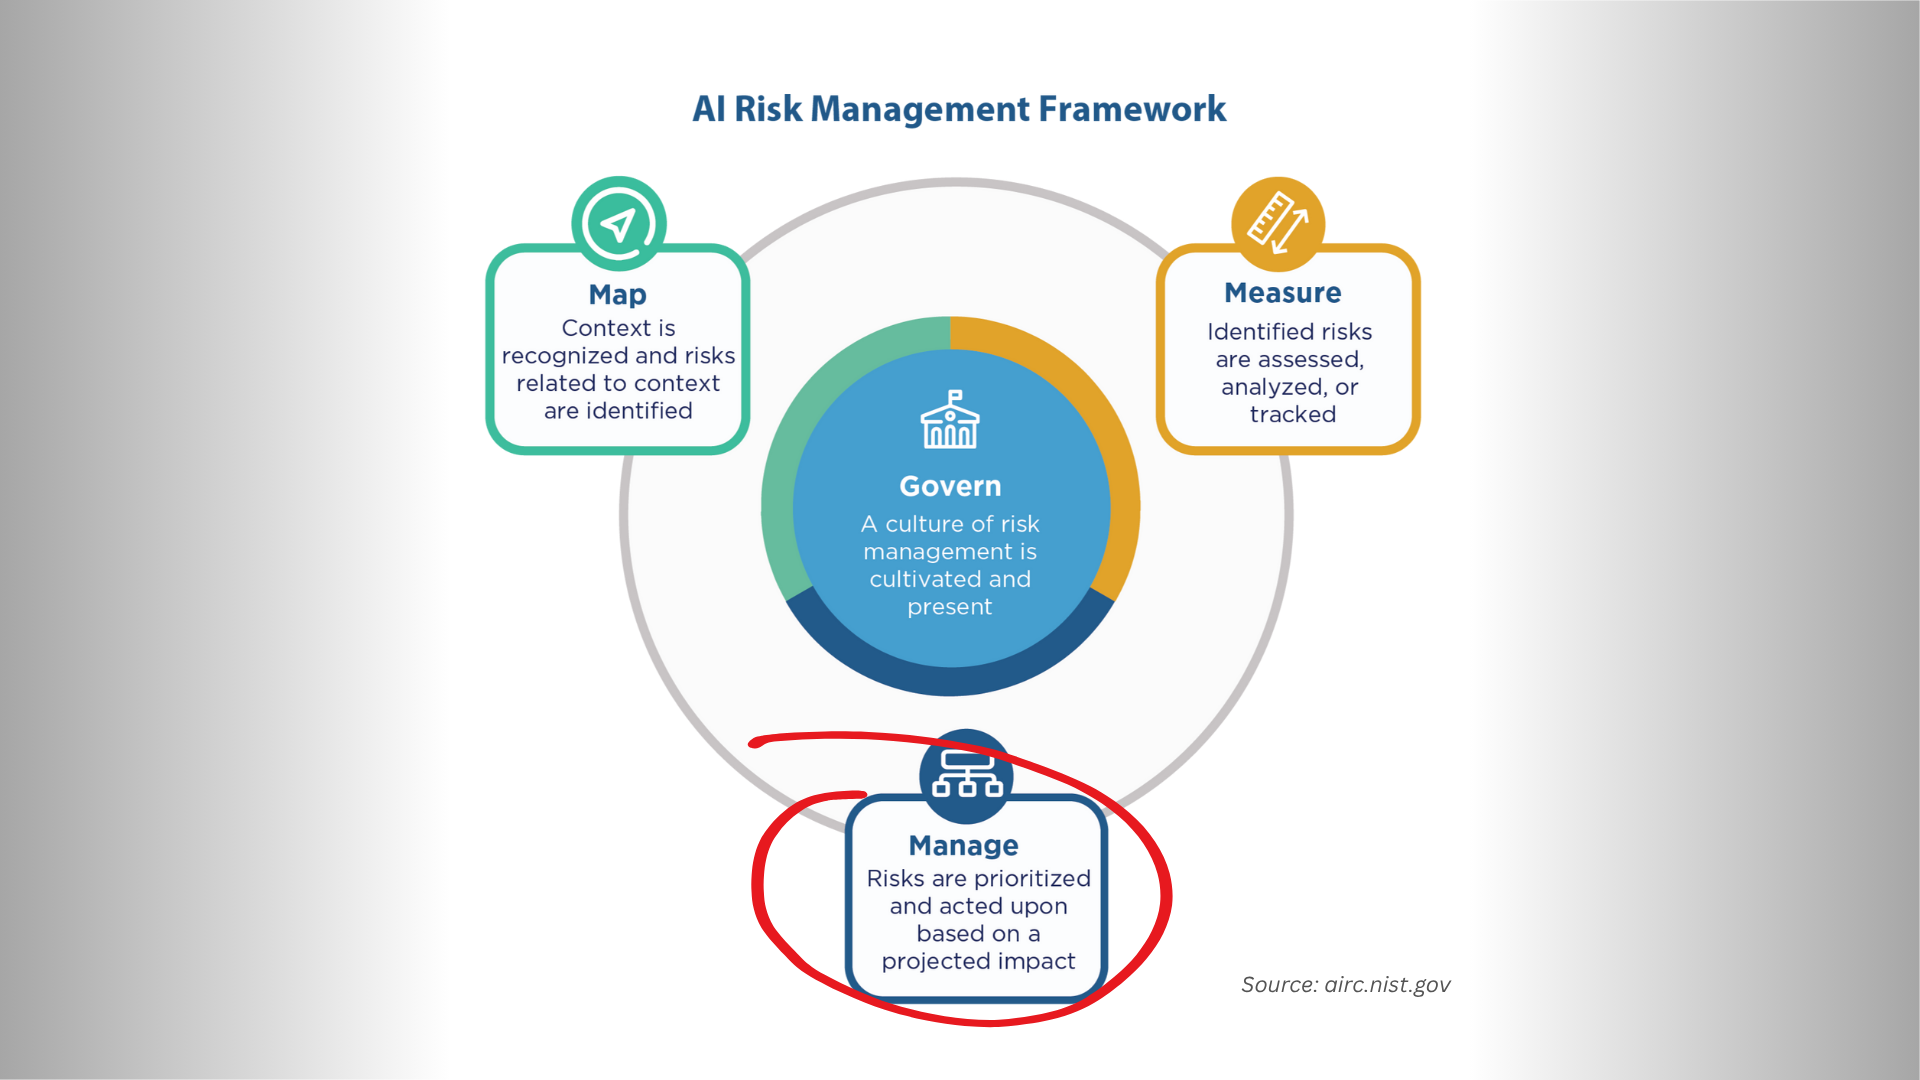 AI Risk Management Framework
Map
Context is
recognized and risks
related to context
are identified
Measure
Identified risks
are assessed,
analyzed, or
tracked
Govern
A culture of risk
management is
cultivated and
present
Manage
Risks are prioritized
and acted upon
based on a
projected impact
Source: airc.nist.gov